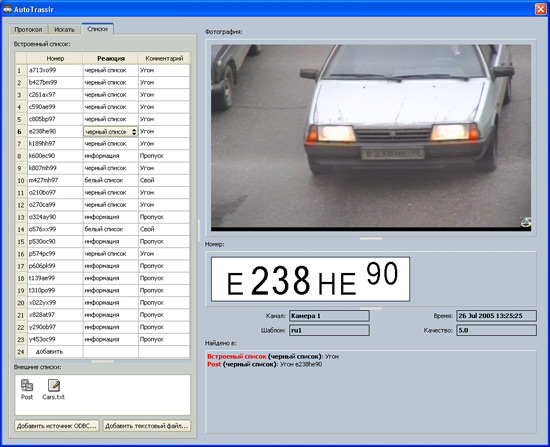 AutoTrassir
Протокол Искать Списки
Встроенный список:
Номер Реакция Комментарий
1 a713xo99 черный список Угон
2 b427bm99 черный список Угон
3 c261ax97 черный список Угон
4 c590ae99 черный список Угон
5 c805bp97 черный список Угон
6 e238he90 черный список Угон
7 k189hh97 черный список Угон
8 k600ec90 информация Пропуск
9 k807mh99 черный список Угон
10 m427mh97 белый список Свой
11 o210bo97 черный список Угон
12 o270ca99 черный список Угон
13 o324ay90 информация Пропуск
14 o576xx99 белый список Свой
15 p530oc90 информация Пропуск
16 p574pc99 черный список Угон
17 p606pk99 информация Пропуск
18 t139ae99 информация Пропуск
19 t310po99 информация Пропуск
20 x022yx99 информация Пропуск
21 x828at97 информация Пропуск
22 y290ob97 информация Пропуск
23 y453oc99 информация Пропуск
24 добавить
Внешние списки:
Post Cars.txt
Добавить источник ODBC... Добавить текстовый файл...
Фотография:
E 238 HE 90
Номер:
E 238 HE 90
Канал: Камера 1 Время: 26 Jul 2005 13:25:25
Шаблон: ru1 Качество: 5.0
Найдено в:
Встроеный список (черный список): Угон
Post (черный список): Угон e238he90